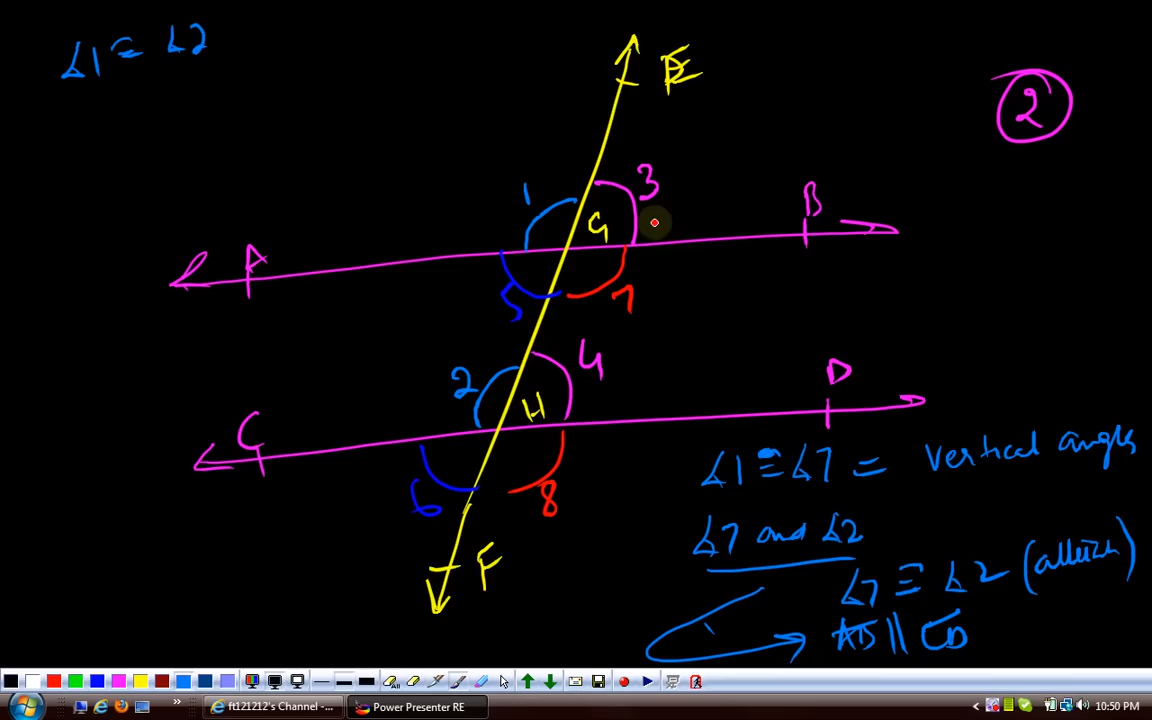 ∠1 ≅ ∠2
E
2
3
1
B
G
A
5
7
4
2
D
H
C
∠1 ≅ ∠7 = vertical angles
6
8
∠7 and ∠2
F
∠7 ≅ ∠2
AB || CD
ft121212's Channel -...
Power Presenter RE
10:50 PM